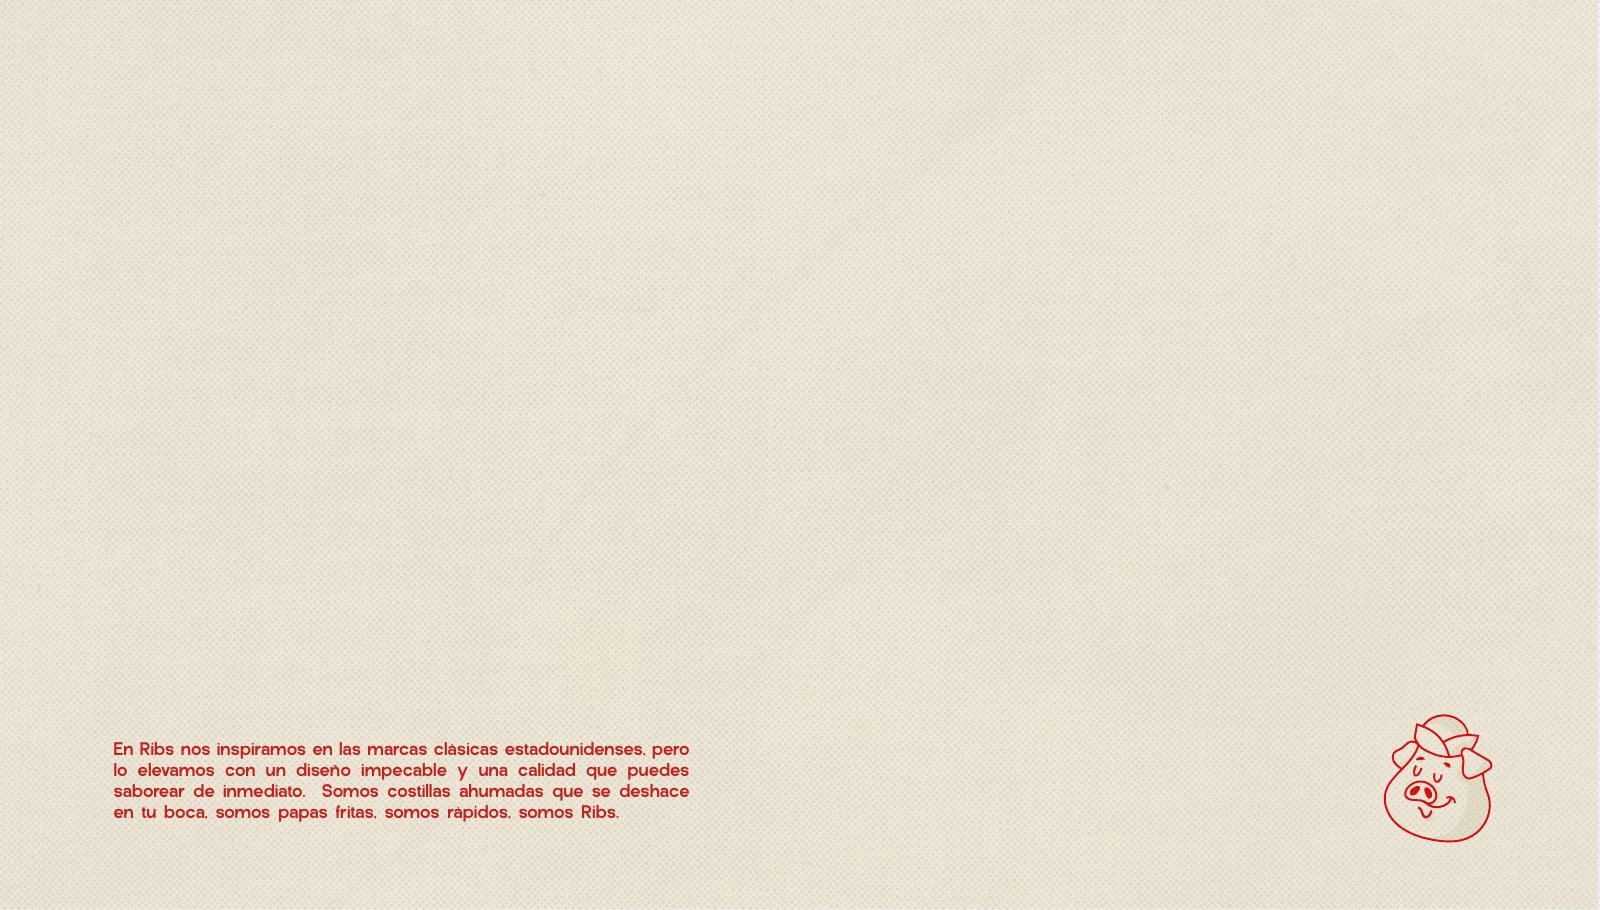 En Ribs nos inspiramos en las marcas clásicas estadounidenses, pero
lo elevamos con un diseño impecable y una calidad que puedes
saborear de inmediato.  Somos costillas ahumadas que se deshace
en tu boca, somos papas fritas, somos rápidos, somos Ribs.